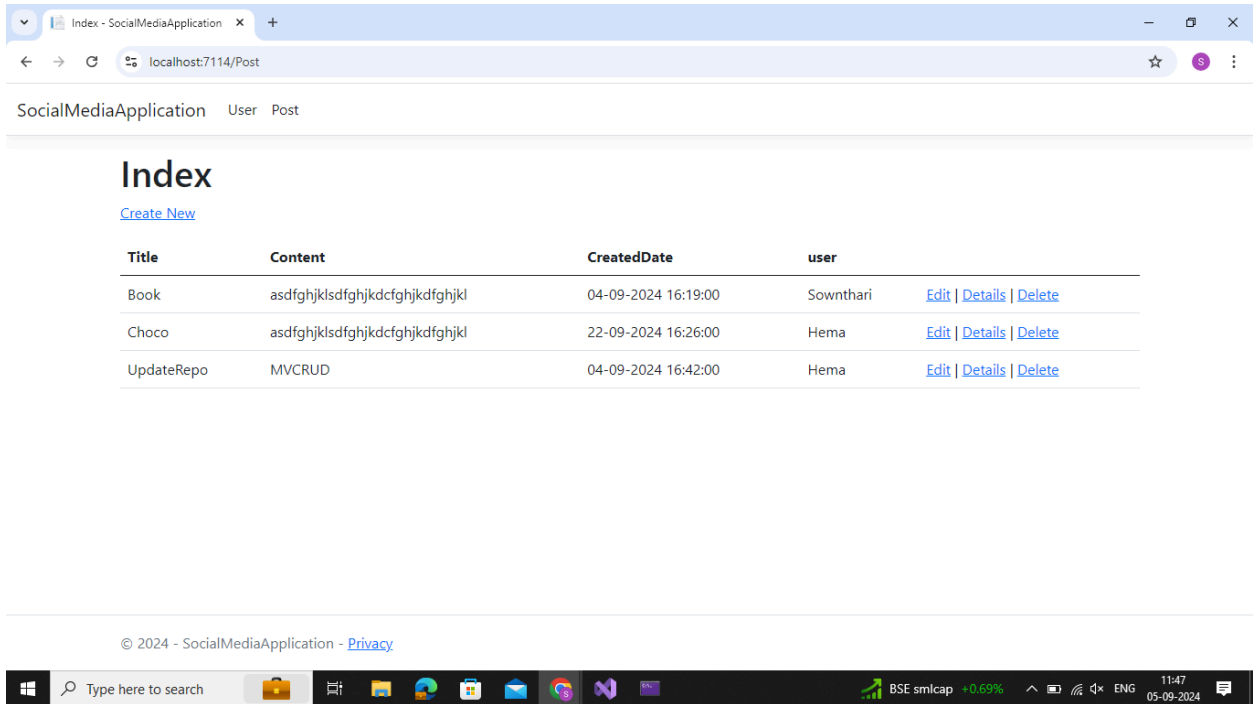 Index - SocialMediaApplication
localhost:7114/Post
SocialMediaApplication User Post
Index
Create New
Title Content CreatedDate user
Book asdfghjklsdfghjkdcfghjkdfghjkl 04-09-2024 16:19:00 Sownthari Edit | Details | Delete
Choco asdfghjklsdfghjkdcfghjkdfghjkl 22-09-2024 16:26:00 Hema Edit | Details | Delete
UpdateRepo MVCRUD 04-09-2024 16:42:00 Hema Edit | Details | Delete
© 2024 - SocialMediaApplication - Privacy
Type here to search BSE smlcap +0.69% ENG 11:47
05-09-2024